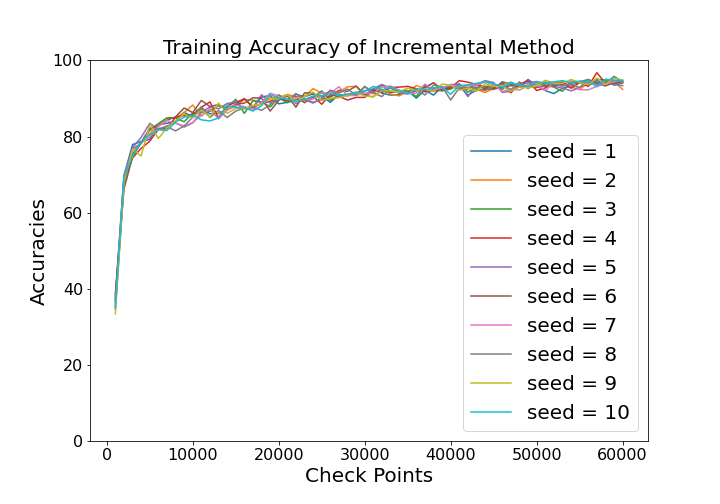 Training Accuracy of Incremental Method
100
80
60
40
20
0
Accuracies
seed = 1
seed = 2
seed = 3
seed = 4
seed = 5
seed = 6
seed = 7
seed = 8
seed = 9
seed = 10
0 10000 20000 30000 40000 50000 60000
Check Points